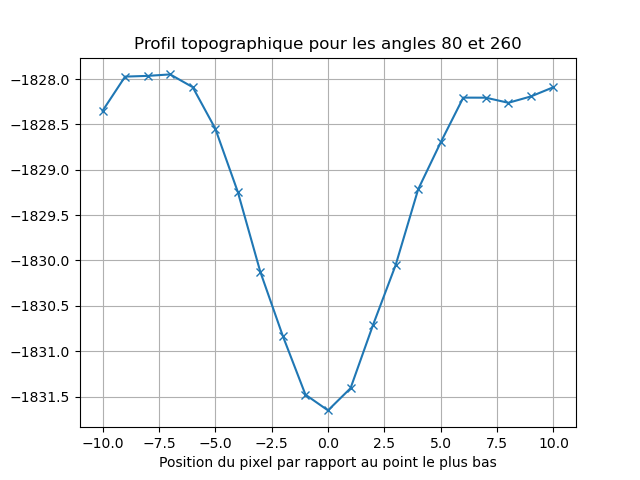 Profil topographique pour les angles 80 et 260
−1828.0
−1828.5
−1829.0
−1829.5
−1830.0
−1830.5
−1831.0
−1831.5
−10.0 −7.5 −5.0 −2.5 0.0 2.5 5.0 7.5 10.0
Position du pixel par rapport au point le plus bas